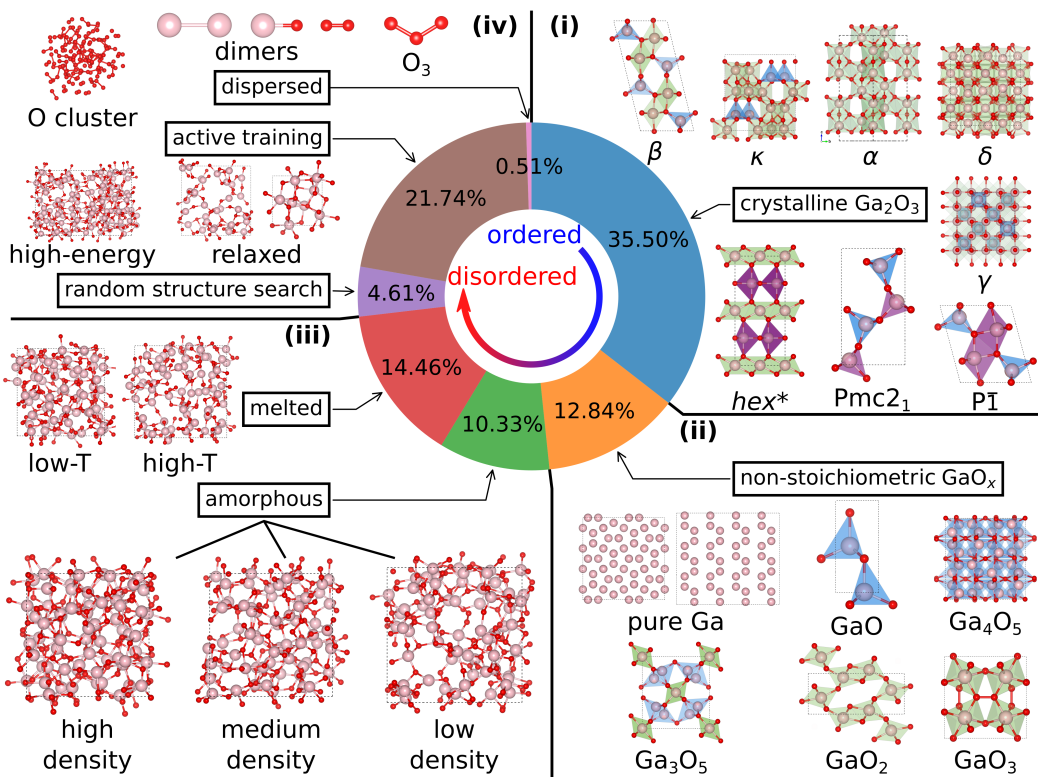 (iv)
dimers
O₃
dispersed
O cluster
active training
high-energy
relaxed
random structure search
(i)
β
κ
α
δ
crystalline Ga₂O₃
γ
hex*
Pmc2₁
P1̄
0.51%
21.74%
35.50%
ordered
disordered
4.61%
14.46%
10.33%
12.84%
(iii)
low-T
high-T
melted
amorphous
high
density
medium
density
low
density
(ii)
non-stoichiometric GaOₓ
pure Ga
GaO
Ga₄O₅
Ga₃O₅
GaO₂
GaO₃